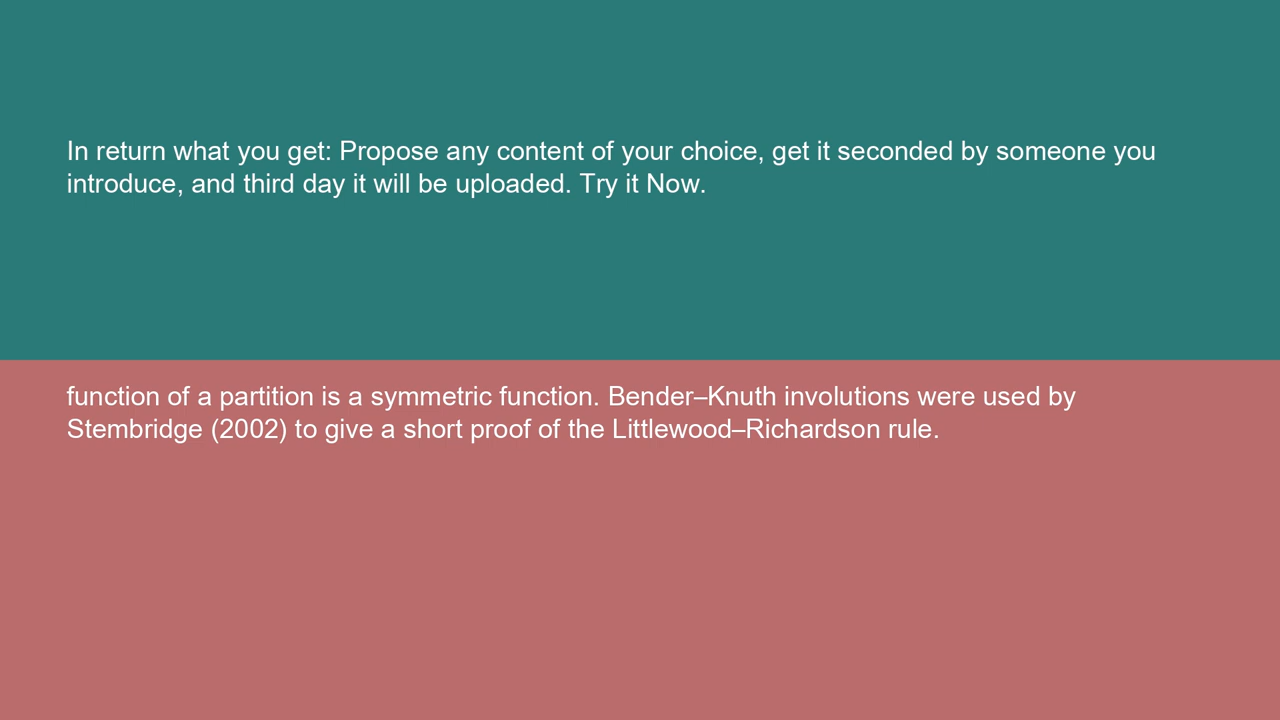 In return what you get: Propose any content of your choice, get it seconded by someone you
introduce, and third day it will be uploaded. Try it Now.
function of a partition is a symmetric function. Bender–Knuth involutions were used by
Stembridge (2002) to give a short proof of the Littlewood–Richardson rule.